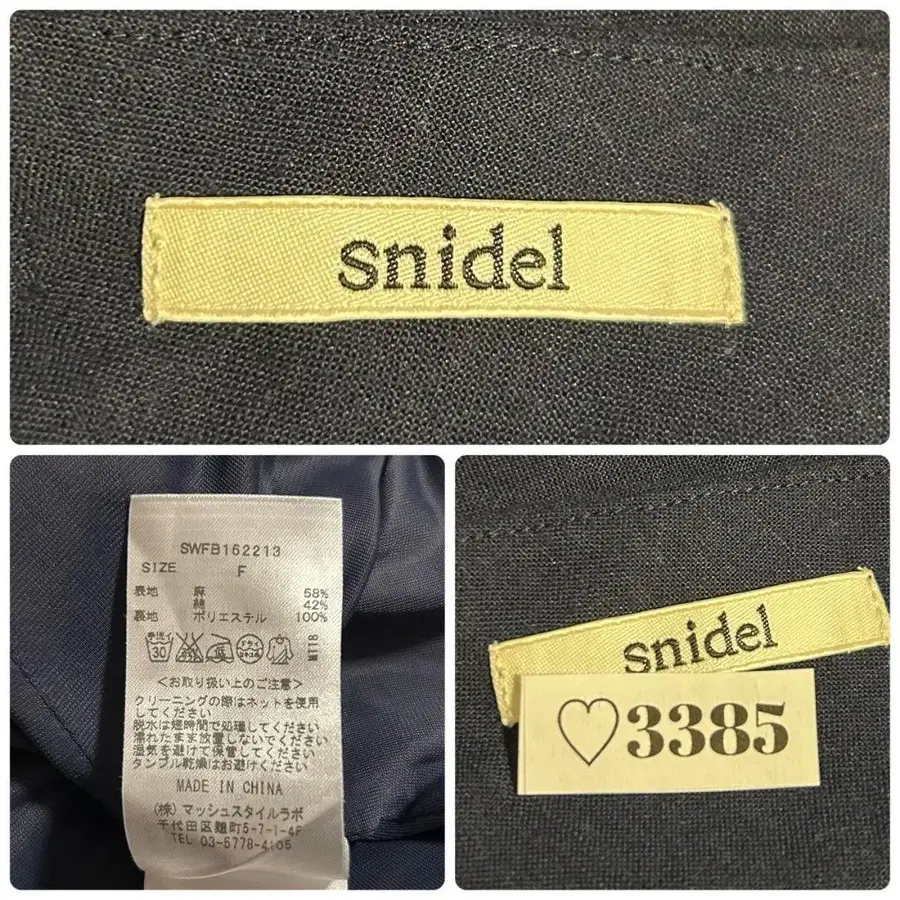 snidel
SWFB162213
SIZE F
表地 麻 58%
綿 42%
裏地 ポリエステル 100%
手洗イ
30
MT18
<お取り扱い上のご注意>
クリーニングの際はネットを使用
してください
脱水は短時間で処理してください
濡れたまま放置しないでください
湿気を避けて保管してください
タンブル乾燥はお避けください
MADE IN CHINA
(株) マッシュスタイルラボ
千代田区麹町5-7-1-4F
TEL 03-5778-4105
snidel
♡3385